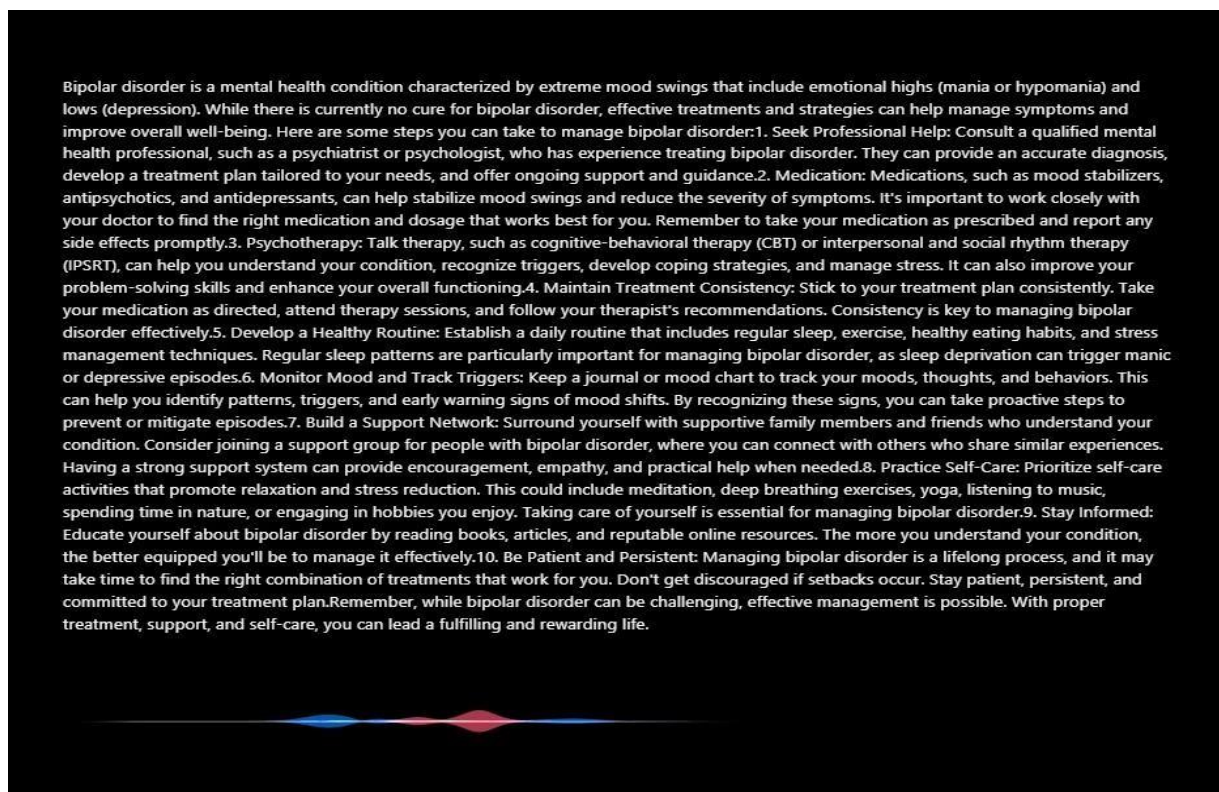 Bipolar disorder is a mental health condition characterized by extreme mood swings that include emotional highs (mania or hypomania) and
lows (depression). While there is currently no cure for bipolar disorder, effective treatments and strategies can help manage symptoms and
improve overall well-being. Here are some steps you can take to manage bipolar disorder:1. Seek Professional Help: Consult a qualified mental
health professional, such as a psychiatrist or psychologist, who has experience treating bipolar disorder. They can provide an accurate diagnosis,
develop a treatment plan tailored to your needs, and offer ongoing support and guidance.2. Medication: Medications, such as mood stabilizers,
antipsychotics, and antidepressants, can help stabilize mood swings and reduce the severity of symptoms. It's important to work closely with
your doctor to find the right medication and dosage that works best for you. Remember to take your medication as prescribed and report any
side effects promptly.3. Psychotherapy: Talk therapy, such as cognitive-behavioral therapy (CBT) or interpersonal and social rhythm therapy
(IPSRT), can help you understand your condition, recognize triggers, develop coping strategies, and manage stress. It can also improve your
problem-solving skills and enhance your overall functioning.4. Maintain Treatment Consistency: Stick to your treatment plan consistently. Take
your medication as directed, attend therapy sessions, and follow your therapist's recommendations. Consistency is key to managing bipolar
disorder effectively.5. Develop a Healthy Routine: Establish a daily routine that includes regular sleep, exercise, healthy eating habits, and stress
management techniques. Regular sleep patterns are particularly important for managing bipolar disorder, as sleep deprivation can trigger manic
or depressive episodes.6. Monitor Mood and Track Triggers: Keep a journal or mood chart to track your moods, thoughts, and behaviors. This
can help you identify patterns, triggers, and early warning signs of mood shifts. By recognizing these signs, you can take proactive steps to
prevent or mitigate episodes.7. Build a Support Network: Surround yourself with supportive family members and friends who understand your
condition. Consider joining a support group for people with bipolar disorder, where you can connect with others who share similar experiences.
Having a strong support system can provide encouragement, empathy, and practical help when needed.8. Practice Self-Care: Prioritize self-care
activities that promote relaxation and stress reduction. This could include meditation, deep breathing exercises, yoga, listening to music,
spending time in nature, or engaging in hobbies you enjoy. Taking care of yourself is essential for managing bipolar disorder.9. Stay Informed:
Educate yourself about bipolar disorder by reading books, articles, and reputable online resources. The more you understand your condition,
the better equipped you'll be to manage it effectively.10. Be Patient and Persistent: Managing bipolar disorder is a lifelong process, and it may
take time to find the right combination of treatments that work for you. Don't get discouraged if setbacks occur. Stay patient, persistent, and
committed to your treatment plan.Remember, while bipolar disorder can be challenging, effective management is possible. With proper
treatment, support, and self-care, you can lead a fulfilling and rewarding life.